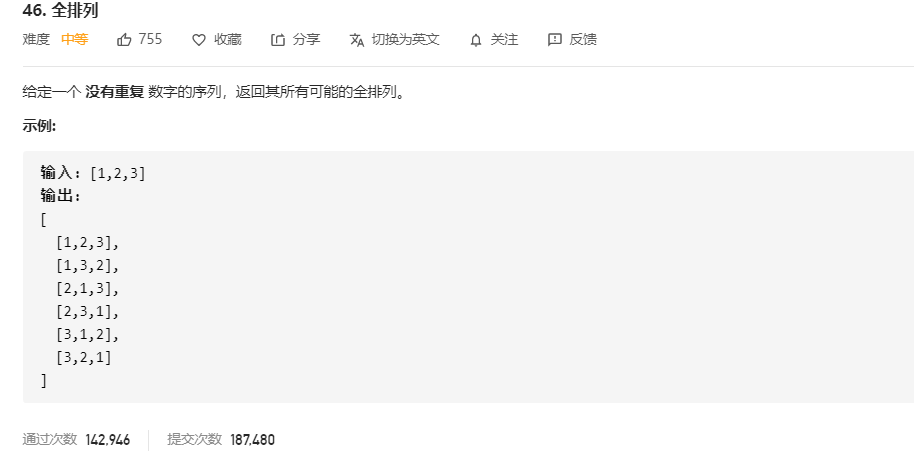 46. 全排列
难度 中等 755 收藏 分享 切换为英文 关注 反馈
给定一个 没有重复 数字的序列，返回其所有可能的全排列。
示例:
输入: [1,2,3]
输出:
[
[1,2,3],
[1,3,2],
[2,1,3],
[2,3,1],
[3,1,2],
[3,2,1]
]
通过次数 142,946 提交次数 187,480